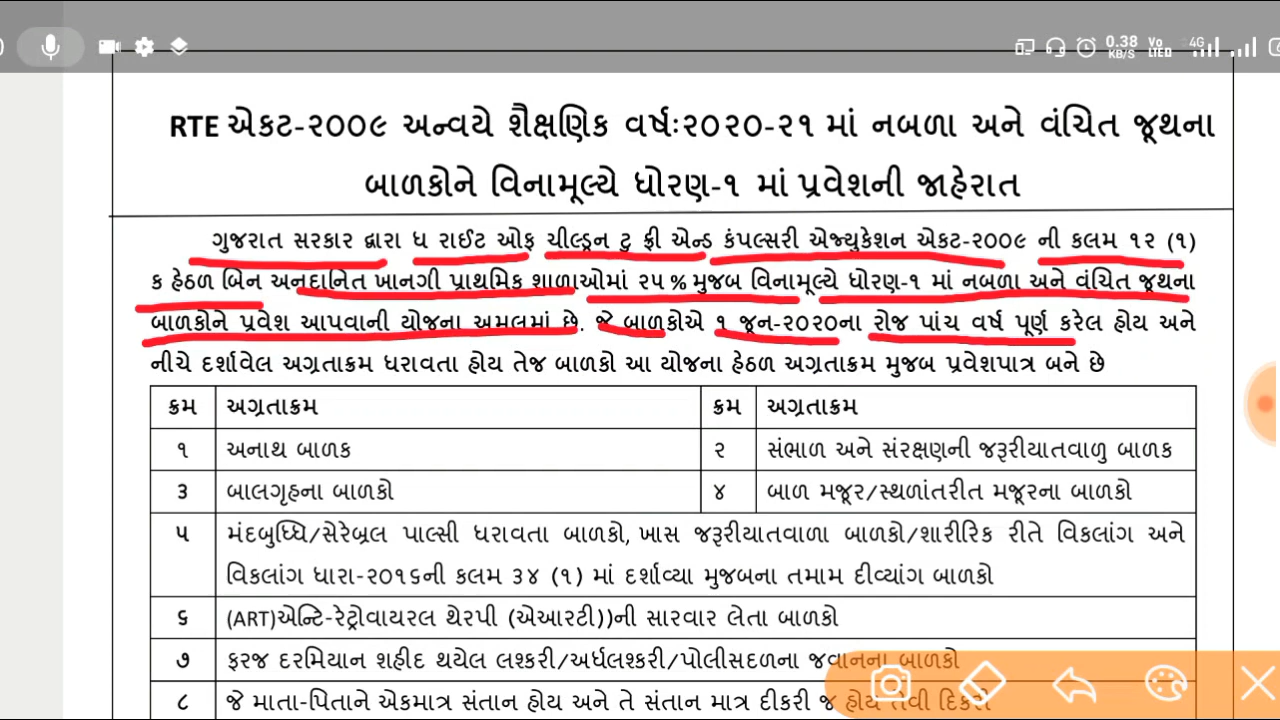 0.38 KB/S Vo LTE 4G
RTE એકટ-૨૦૦૯ અન્વયે શૈક્ષણિક વર્ષઃ૨૦૨૦-૨૧ માં નબળા અને વંચિત જૂથના
બાળકોને વિનામૂલ્યે ધોરણ-૧ માં પ્રવેશની જાહેરાત
ગુજરાત સરકાર દ્વારા ધ રાઈટ ઓફ ચીલ્ડ્રન ટુ ફ્રી એન્ડ કંપલ્સરી એજ્યુકેશન એકટ-૨૦૦૯ ની કલમ ૧૨ (૧)
ક હેઠળ બિન અનદાનિત ખાનગી પ્રાથમિક શાળાઓમાં ૨૫ % મુજબ વિનામૂલ્યે ધોરણ-૧ માં નબળા અને વંચિત જૂથના
બાળકોને પ્રવેશ આપવાની યોજના અમલમાં છે. જે બાળકોએ ૧ જૂન-૨૦૨૦ના રોજ પાંચ વર્ષ પૂર્ણ કરેલ હોય અને
નીચે દર્શાવેલ અગ્રતાક્રમ ધરાવતા હોય તેજ બાળકો આ યોજના હેઠળ અગ્રતાક્રમ મુજબ પ્રવેશપાત્ર બને છે
ક્રમ અગ્રતાક્રમ ક્રમ અગ્રતાક્રમ
૧ અનાથ બાળક ૨ સંભાળ અને સંરક્ષણની જરૂરીયાતવાળુ બાળક
૩ બાલગૃહના બાળકો ૪ બાળ મજૂર/સ્થળાંતરીત મજૂરના બાળકો
૫ મંદબુધ્ધિ/સેરેબ્રલ પાલ્સી ધરાવતા બાળકો, ખાસ જરૂરીયાતવાળા બાળકો/શારીરિક રીતે વિકલાંગ અને
વિકલાંગ ધારા-૨૦૧૬ની કલમ ૩૪ (૧) માં દર્શાવ્યા મુજબના તમામ દીવ્યાંગ બાળકો
૬ (ART)એન્ટિ-રેટ્રોવાયરલ થેરપી (એઆરટી))ની સારવાર લેતા બાળકો
૭ ફરજ દરમિયાન શહીદ થયેલ લશ્કરી/અર્ધલશ્કરી/પોલીસદળના જવાનના બાળકો
૮ જે માતા-પિતાને એકમાત્ર સંતાન હોય અને તે સંતાન માત્ર દીકરી જ હોય તેવી દિકરી